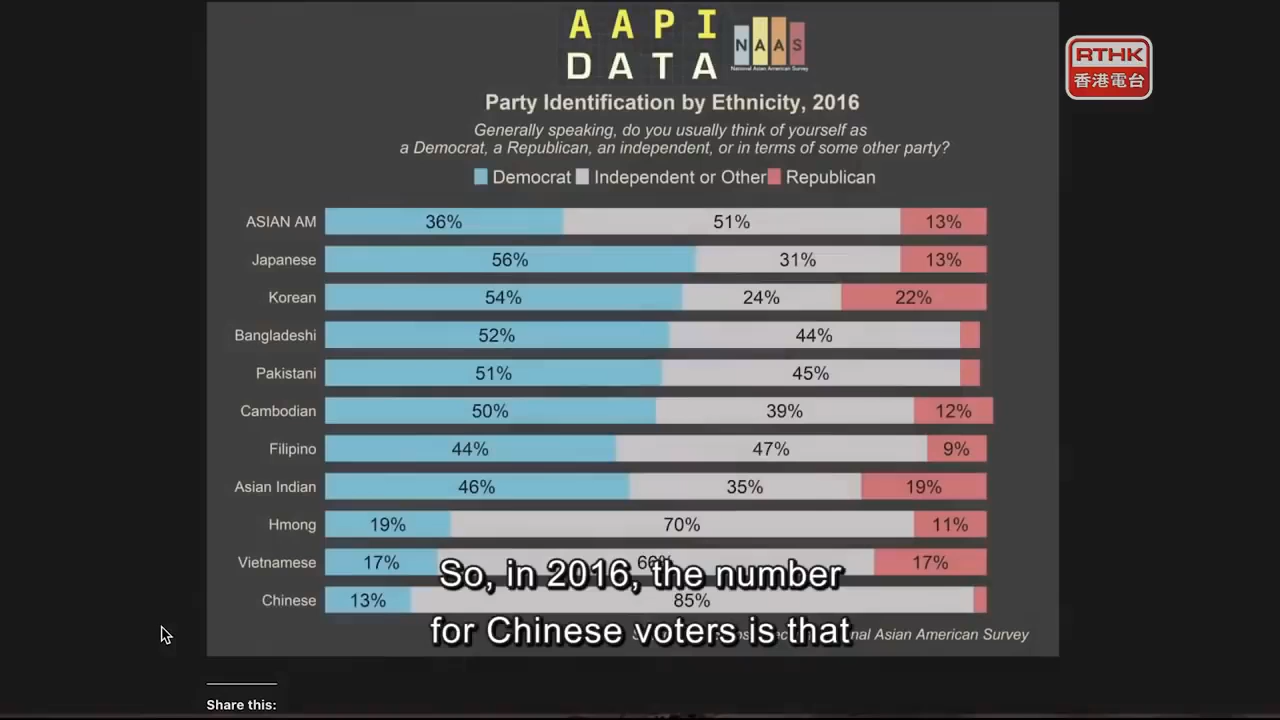 AAPI
DATA
NAAS
National Asian American Survey
RTHK
香港電台
Party Identification by Ethnicity, 2016
Generally speaking, do you usually think of yourself as
a Democrat, a Republican, an independent, or in terms of some other party?
Democrat Independent or Other Republican
ASIAN AM 36% 51% 13%
Japanese 56% 31% 13%
Korean 54% 24% 22%
Bangladeshi 52% 44%
Pakistani 51% 45%
Cambodian 50% 39% 12%
Filipino 44% 47% 9%
Asian Indian 46% 35% 19%
Hmong 19% 70% 11%
Vietnamese 17% 17%
So, in 2016, the number
Chinese 13% 85%
for Chinese voters is that
Asian American Survey
Share this: